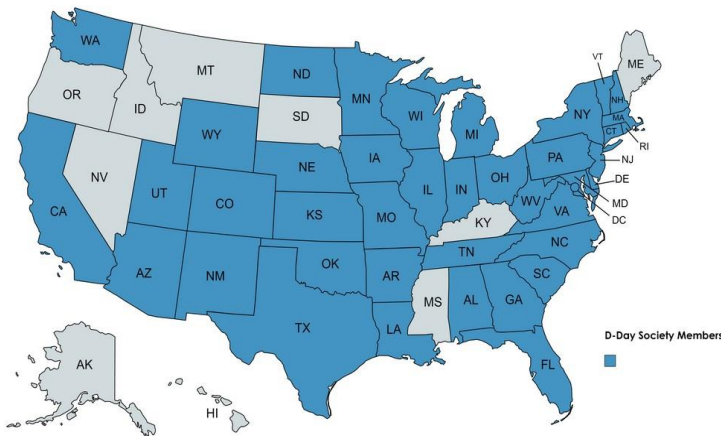 WA
MT
ND
OR
ID
SD
WY
MN
WI
MI
VT
ME
NH
MA
NY
CT
RI
NV
UT
CO
NE
IA
IL
IN
OH
PA
NJ
DE
MD
DC
CA
KS
MO
KY
WV
VA
AZ
NM
OK
AR
TN
NC
SC
TX
LA
MS
AL
GA
FL
AK
HI
D-Day Society Members